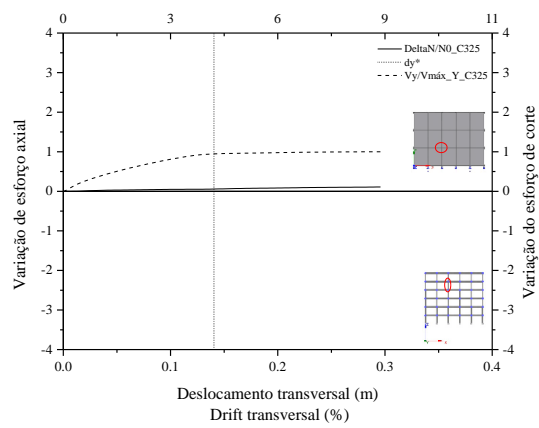 0 3 6 8 11
DeltaN/N0_C325
dy*
Vy/Vmáx_Y_C325
4 4
3 3
2 2
1 1
0 0
-1 -1
-2 -2
-3 -3
-4 -4
Variação de esforço axial
Variação do esforço de corte
0.0 0.1 0.2 0.3 0.4
Deslocamento transversal (m)
Drift transversal (%)